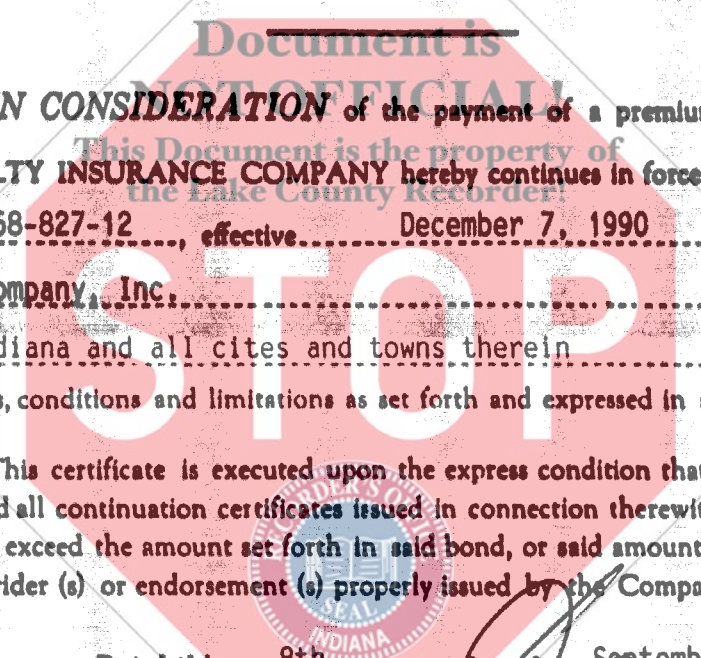 Document is
NOT OFFICIAL!
N CONSIDERATION of the payment of a premiu
This Document is the property of
LTY INSURANCE COMPANY hereby continues in force
the Lake County Recorder!
68-827-12, effective December 7, 1990
ompany, Inc.
STOP
diana and all cites and towns therein
s, conditions and limitations as set forth and expressed in
This certificate is executed upon the express condition that
d all continuation certificates issued in connection therewit
exceed the amount set forth in said bond, or said amount
rider (s) or endorsement (s) properly issued by the Compa
SEAL
INDIANA
8th Septemb